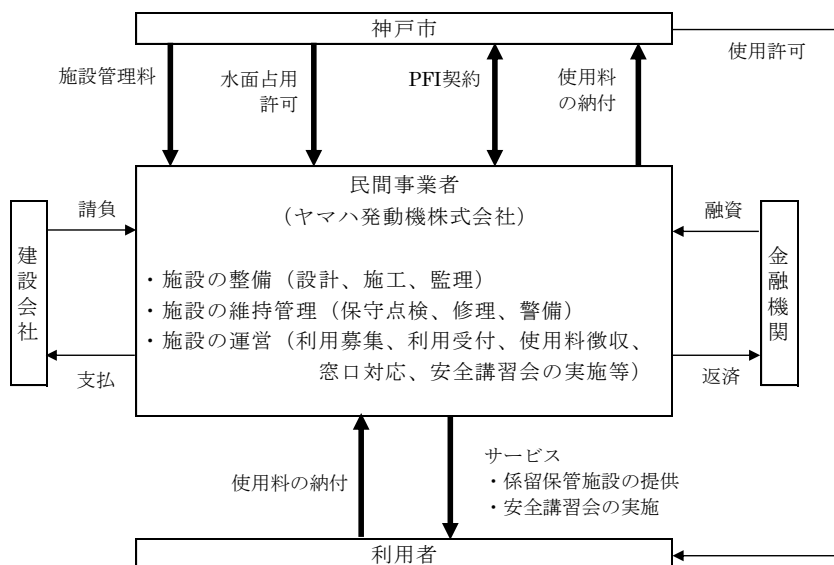 神戸市
使用許可
施設管理料
水面占用
許可
PFI契約
使用料
の納付
民間事業者
（ヤマハ発動機株式会社）
・施設の整備（設計、施工、監理）
・施設の維持管理（保守点検、修理、警備）
・施設の運営（利用募集、利用受付、使用料徴収、
窓口対応、安全講習会の実施等）
請負
建設会社
支払
融資
金融機関
返済
使用料の納付
サービス
・係留保管施設の提供
・安全講習会の実施
利用者